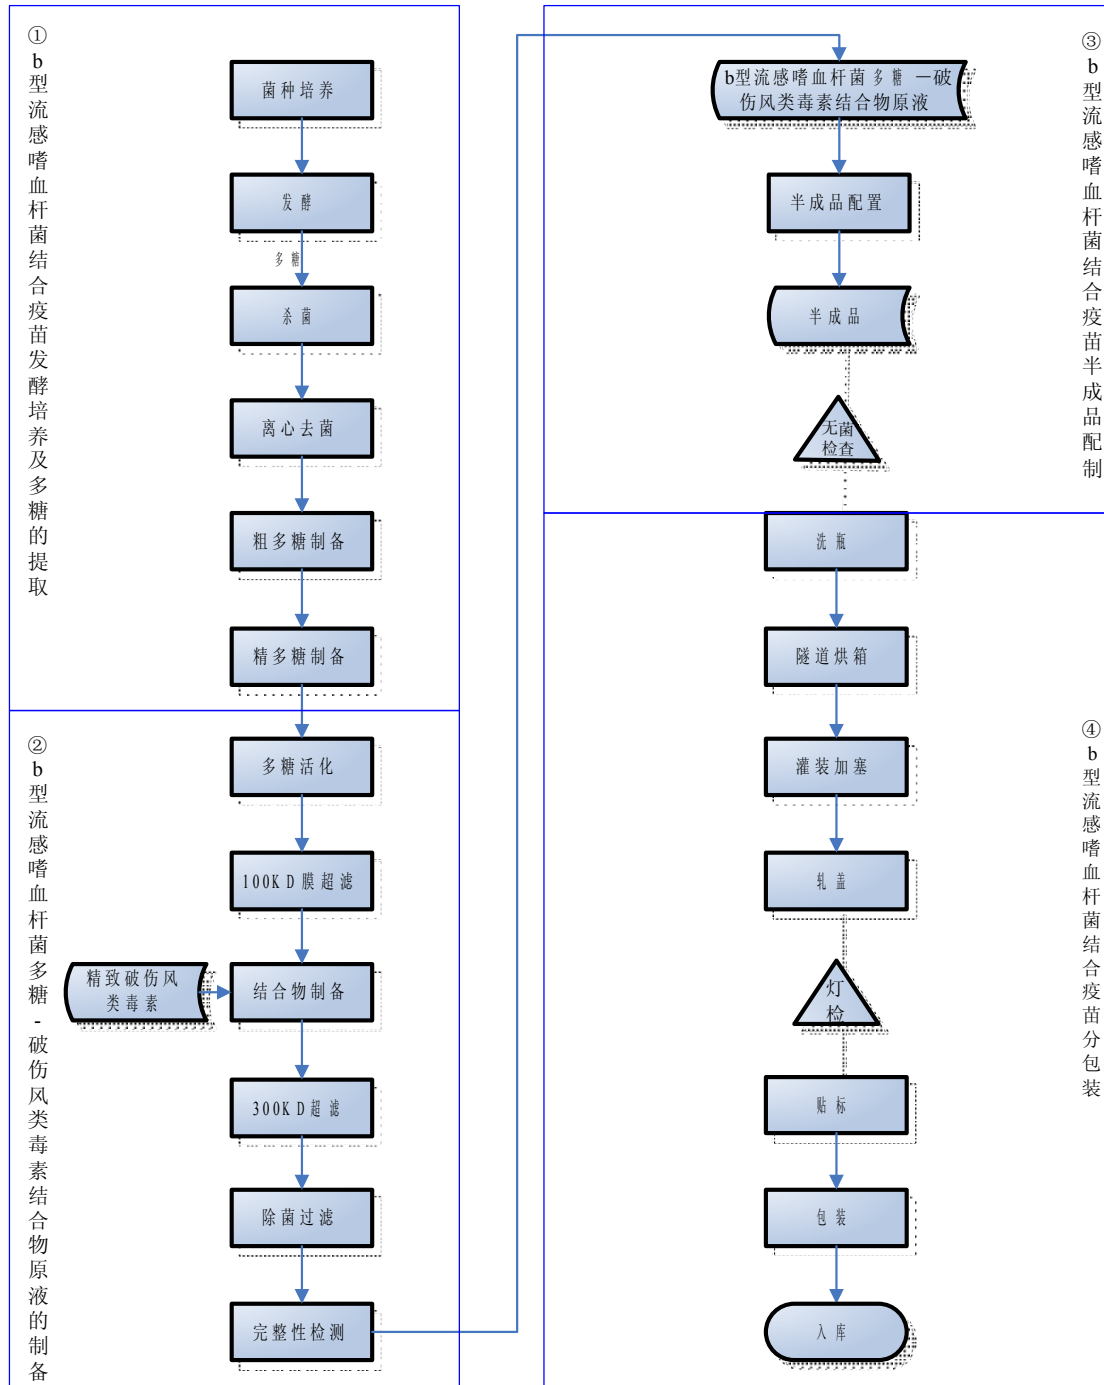 ①b型流感嗜血杆菌结合疫苗发酵培养及多糖的提取
菌种培养
发酵
多糖
杀菌
离心去菌
粗多糖制备
精多糖制备
②b型流感嗜血杆菌多糖-破伤风类毒素结合物原液的制备
多糖活化
100KD膜超滤
精致破伤风
类毒素
结合物制备
300KD超滤
除菌过滤
完整性检测
③b型流感嗜血杆菌结合疫苗半成品配制
b型流感嗜血杆菌多糖—破
伤风类毒素结合物原液
半成品配置
半成品
无菌
检查
④b型流感嗜血杆菌结合疫苗分包装
洗瓶
隧道烘箱
灌装加塞
轧盖
灯
检
贴标
包装
入库